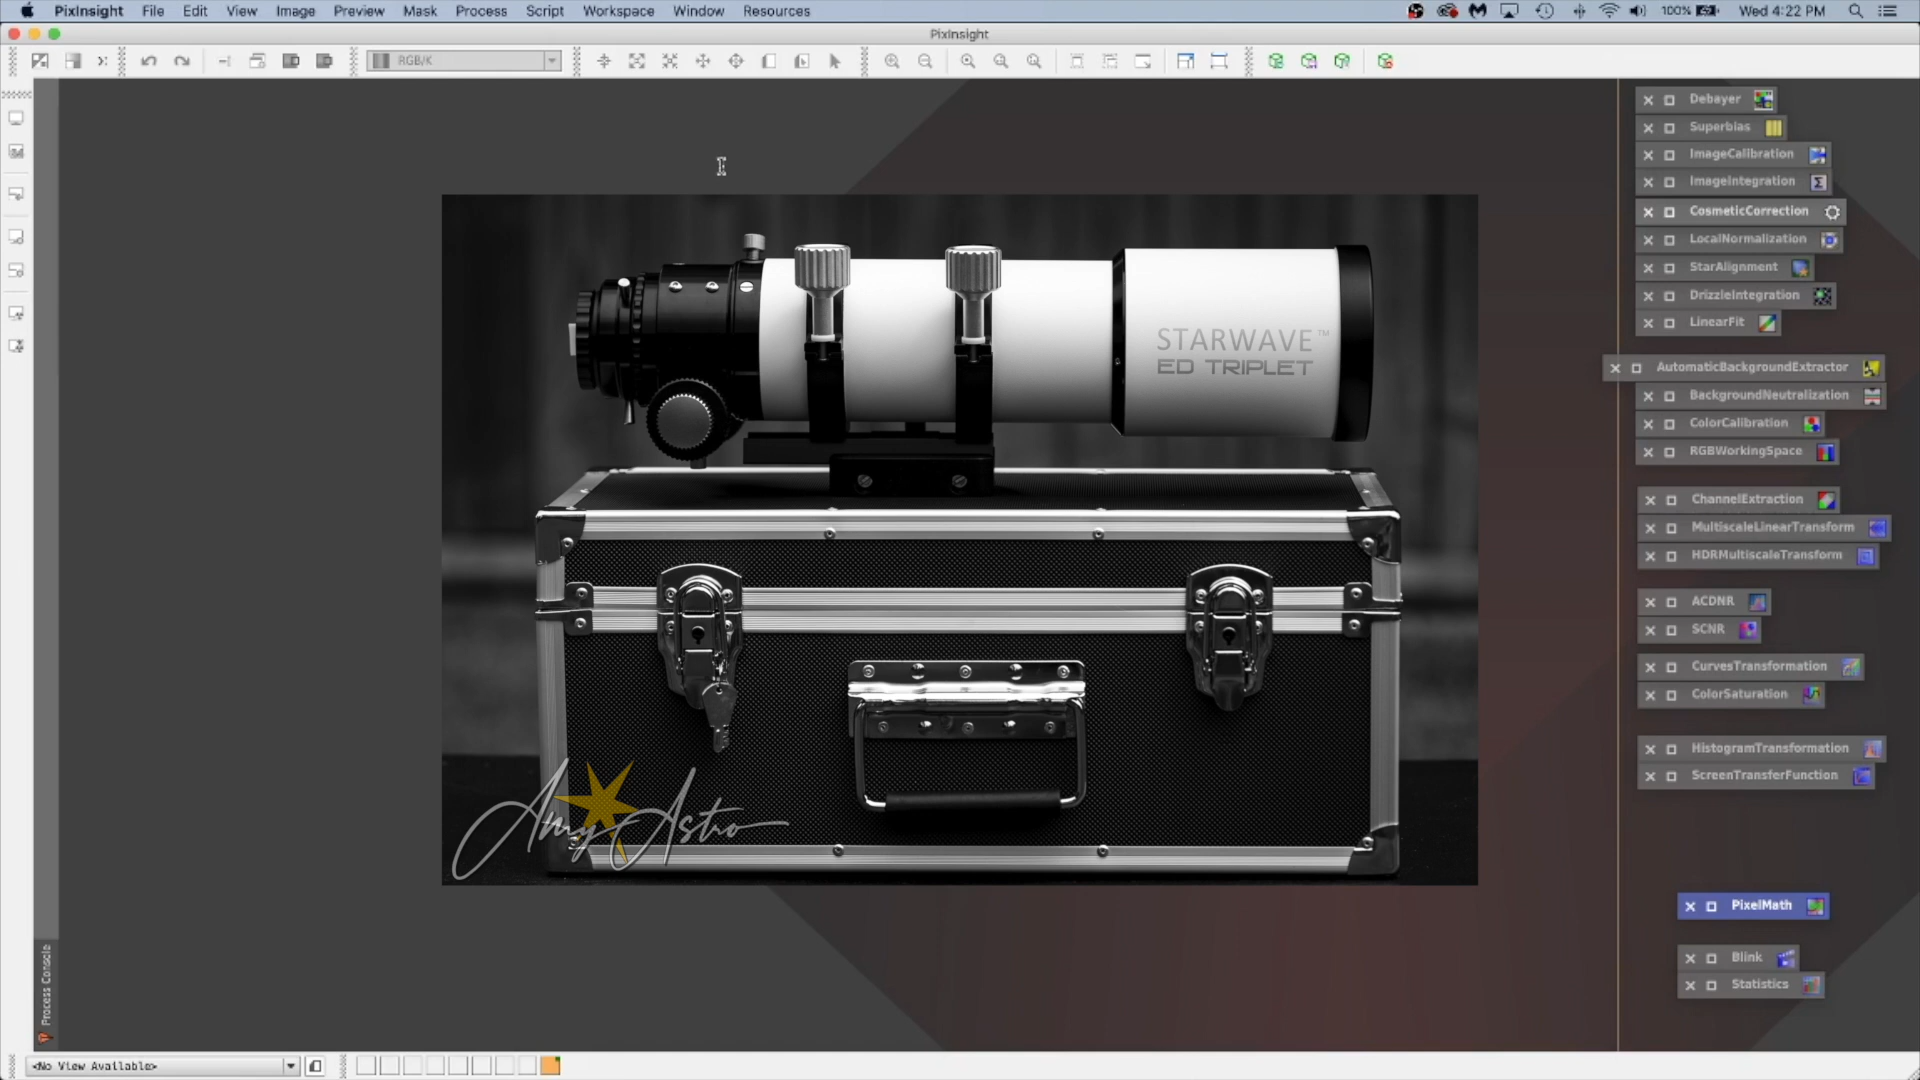 PixInsight File Edit View Image Preview Mask Process Script Workspace Window Resources 100% Wed 4:22 PM
PixInsight
RGB/K
Debayer
Superbias
ImageCalibration
ImageIntegration
CosmeticCorrection
LocalNormalization
StarAlignment
DrizzleIntegration
LinearFit
AutomaticBackgroundExtractor
BackgroundNeutralization
ColorCalibration
RGBWorkingSpace
ChannelExtraction
MultiscaleLinearTransform
HDRMultiscaleTransform
ACDNR
SCNR
CurvesTransformation
ColorSaturation
HistogramTransformation
ScreenTransferFunction
PixelMath
Blink
Statistics
STARWAVE™
ED TRIPLET
Amy Astro
Process Console
<No View Available>